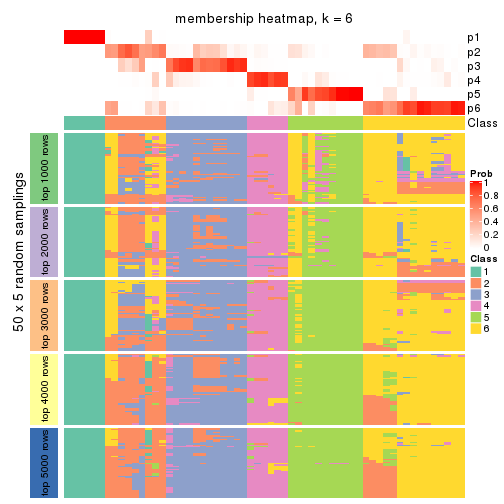 membership heatmap, k = 6
p1
p2
p3
p4
p5
p6
Class
50 x 5 random samplings
top 1000 rows
top 2000 rows
top 3000 rows
top 4000 rows
top 5000 rows
Prob
1
0.8
0.6
0.4
0.2
0
Class
1
2
3
4
5
6